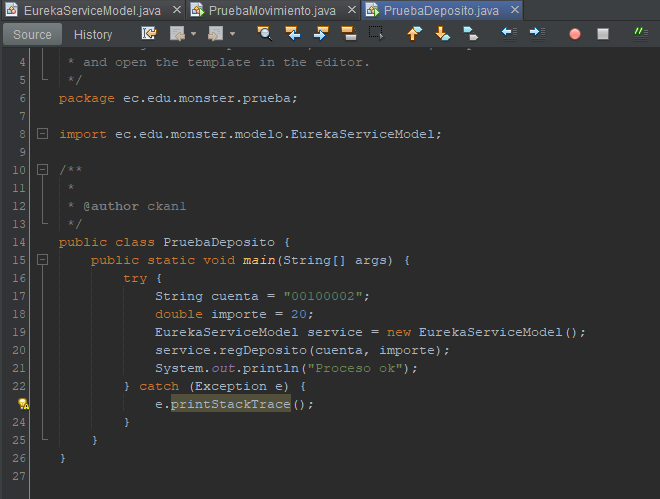 EurekaServiceModel.java
PruebaMovimiento.java
PruebaDeposito.java
Source
History
4 * and open the template in the editor.
5 */
6 package ec.edu.monster.prueba;
7
8 import ec.edu.monster.modelo.EurekaServiceModel;
9
10 /**
11 *
12 * @author ckanl
13 */
14 public class PruebaDeposito {
15 public static void main(String[] args) {
16 try {
17 String cuenta = "00100002";
18 double importe = 20;
19 EurekaServiceModel service = new EurekaServiceModel();
20 service.regDeposito(cuenta, importe);
21 System.out.println("Proceso ok");
22 } catch (Exception e) {
e.printStackTrace();
24 }
25 }
26 }
27